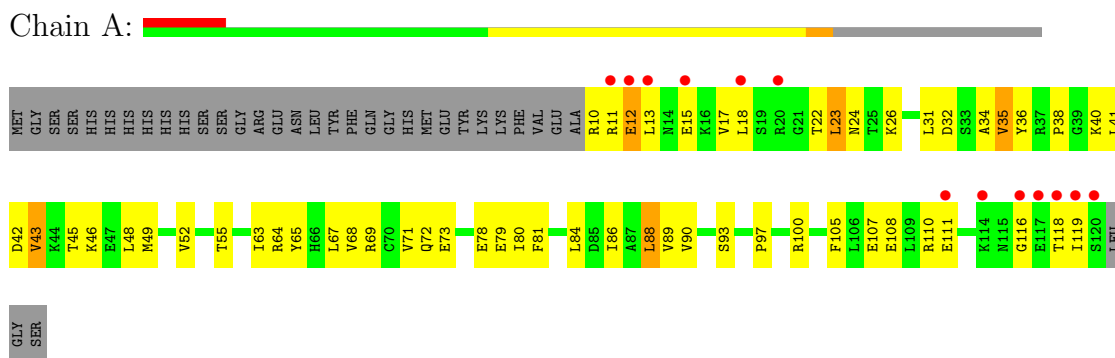 Chain A:
MET GLY SER SER HIS HIS HIS HIS HIS HIS SER SER GLY ARG GLU ASN LEU TYR PHE GLN GLY HIS MET GLU TYR LYS LYS PHE VAL GLU ALA R10 R11 E12 L13 N14 E15 K16 V17 L18 S19 R20 G21 T22 L23 N24 T25 K26 L31 D32 S33 A34 V35 Y36 R37 P38 G39 K40 L41
D42 V43 K44 T45 K46 E47 L48 M49 V52 T55 I63 R64 Y65 H66 L67 V68 R69 C70 V71 Q72 E73 E78 E79 I80 F81 L84 D85 I86 A87 L88 V89 V90 S93 P97 R100 F105 L106 E107 E108 L109 R110 E111 K114 N115 G116 E117 T118 I119 S120 LEU
GLY SER